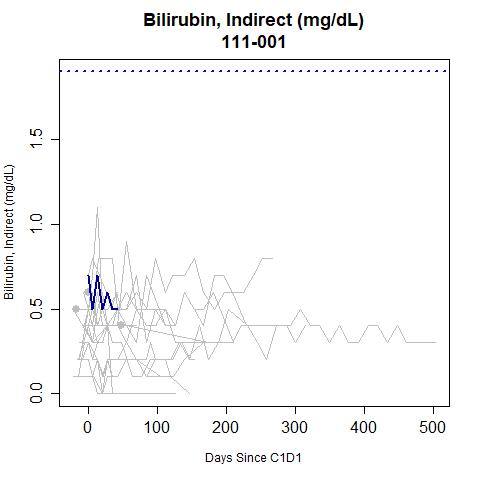 Bilirubin, Indirect (mg/dL)
111-001
Bilirubin, Indirect (mg/dL)
1.5
1.0
0.5
0.0
0 100 200 300 400 500
Days Since C1D1